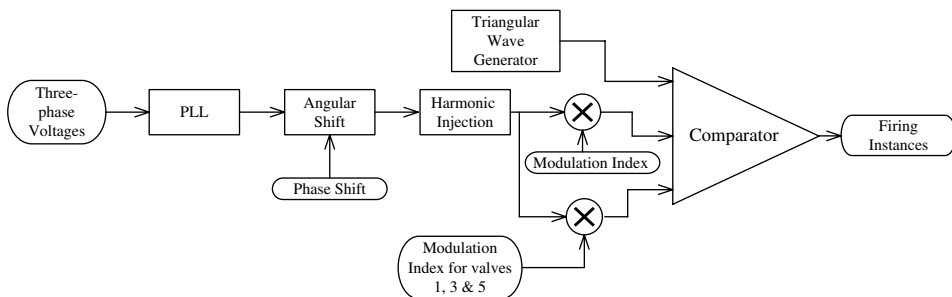 Triangular
Wave
Generator
Three-
phase
Voltages
PLL
Angular
Shift
Harmonic
Injection
Modulation Index
Comparator
Firing
Instances
Phase Shift
Modulation
Index for valves
1, 3 & 5